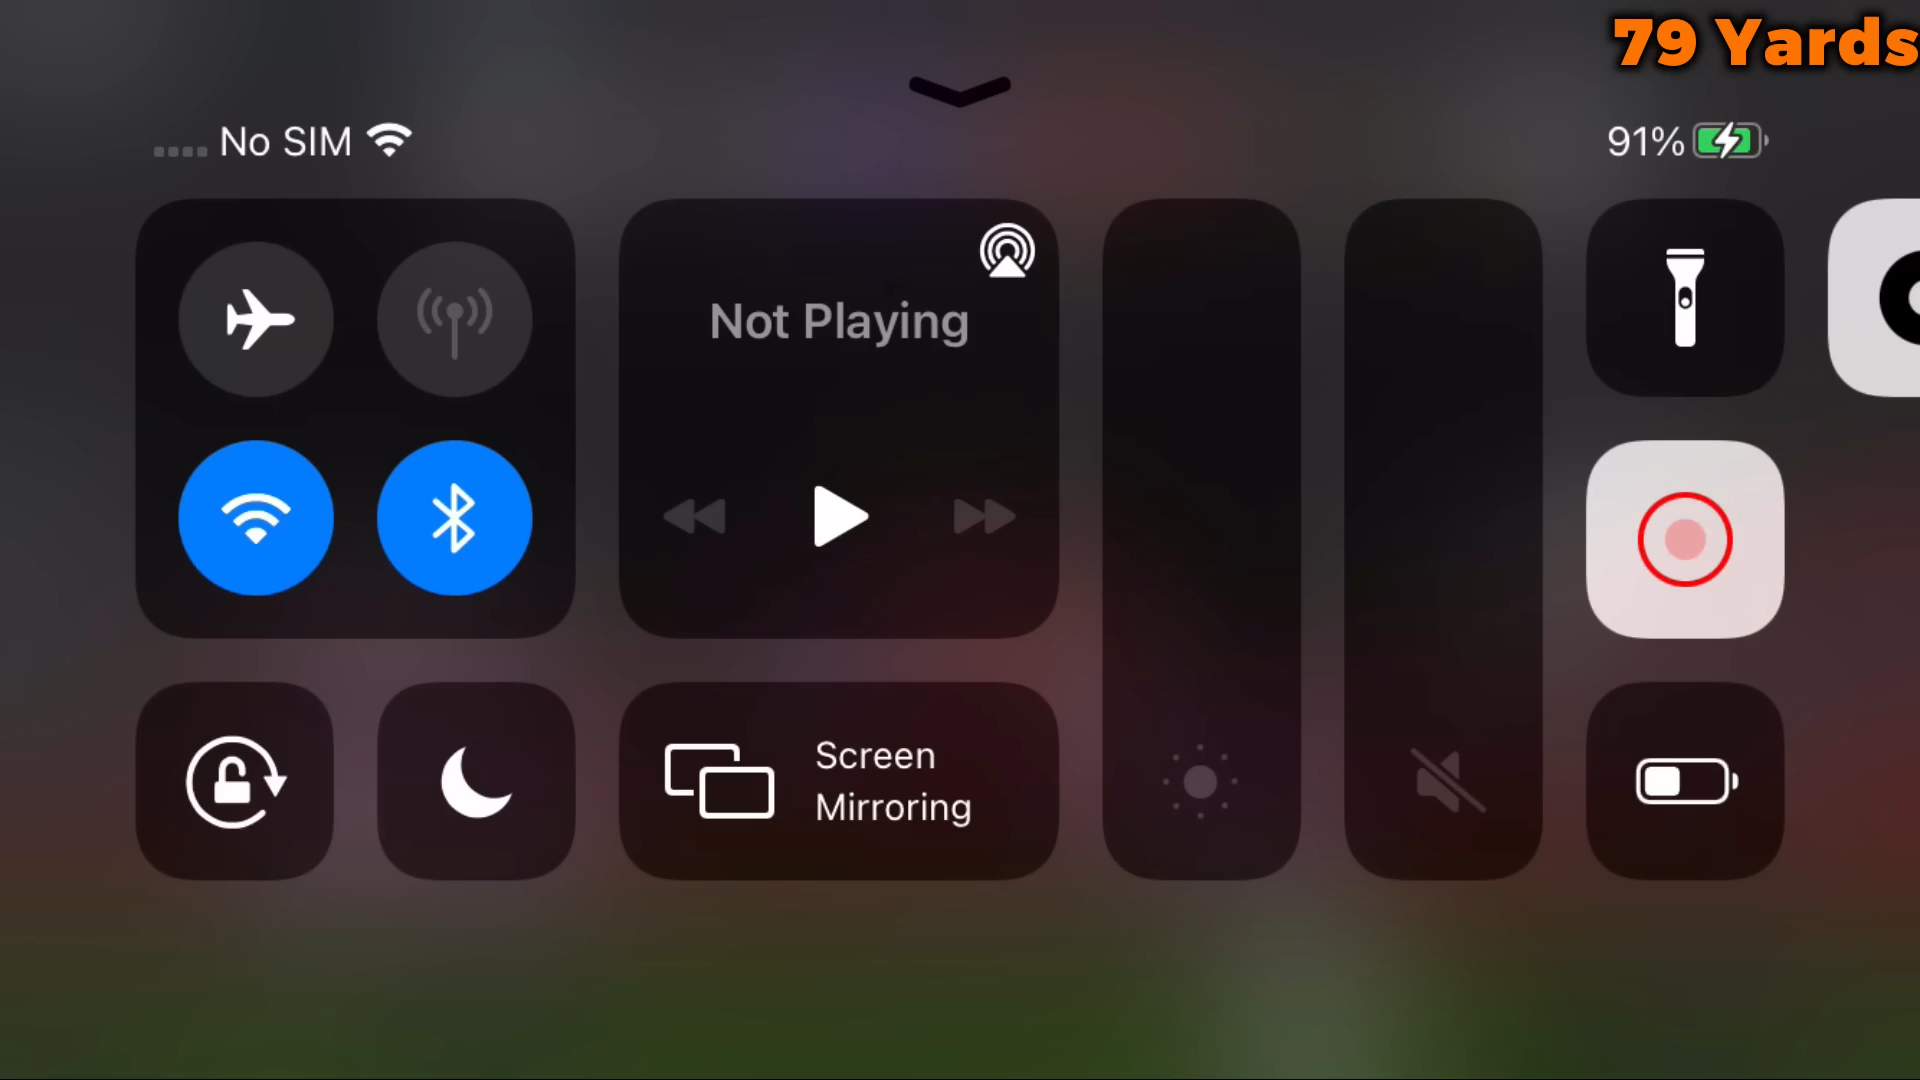 79 Yards
No SIM
91%
Not Playing
Screen
Mirroring